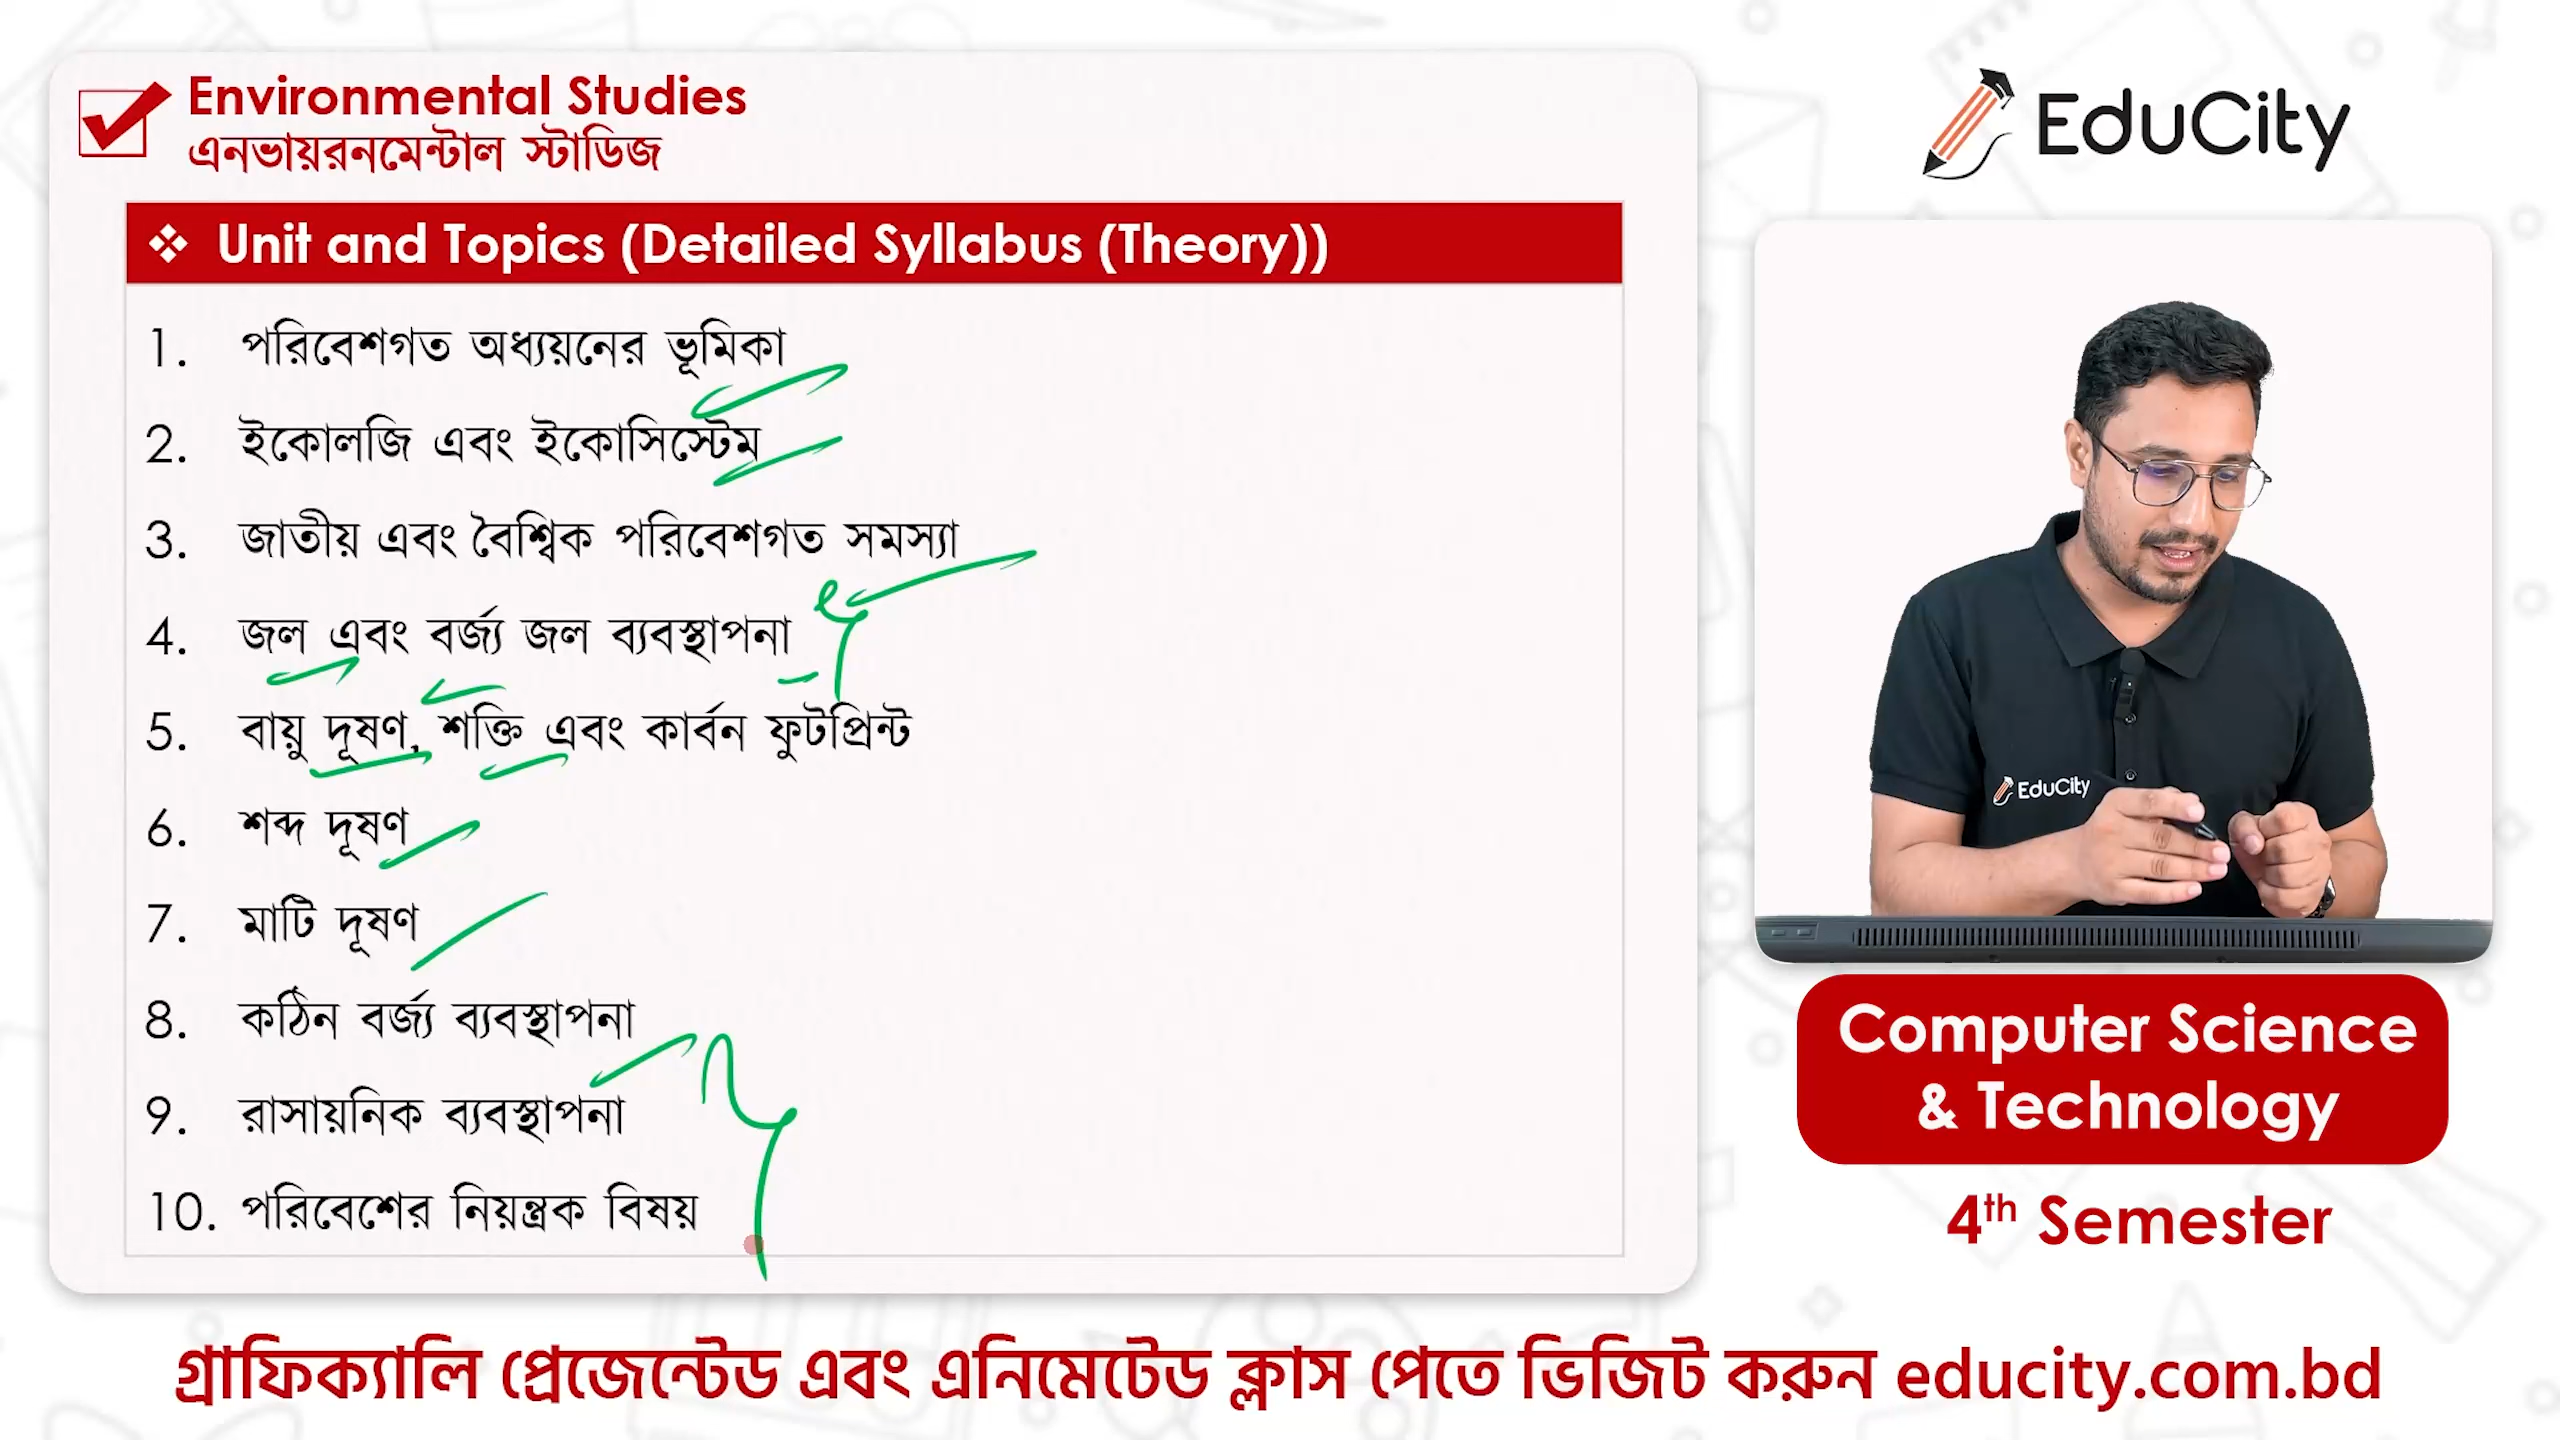 Environmental Studies
এনভায়রনমেন্টাল স্টাডিজ
❖ Unit and Topics (Detailed Syllabus (Theory))
1. পরিবেশগত অধ্যয়নের ভূমিকা
2. ইকোলজি এবং ইকোসিস্টেম
3. জাতীয় এবং বৈশ্বিক পরিবেশগত সমস্যা
4. জল এবং বর্জ্য জল ব্যবস্থাপনা
5. বায়ু দূষণ, শক্তি এবং কার্বন ফুটপ্রিন্ট
6. শব্দ দূষণ
7. মাটি দূষণ
8. কঠিন বর্জ্য ব্যবস্থাপনা
9. রাসায়নিক ব্যবস্থাপনা
10. পরিবেশের নিয়ন্ত্রক বিষয়
EduCity
EduCity
Computer Science
& Technology
4th Semester
গ্রাফিক্যালি প্রেজেন্টেড এবং এনিমেটেড ক্লাস পেতে ভিজিট করুন educity.com.bd